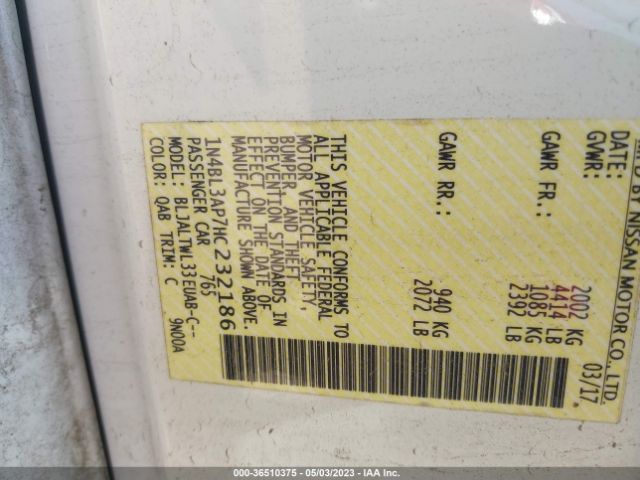 MFD BY NISSAN MOTOR CO., LTD.
DATE: 03/17
GVWR: 2002 KG
4414 LB
GAWR FR.: 1085 KG
2392 LB
GAWR RR.: 940 KG
2072 LB
THIS VEHICLE CONFORMS TO
ALL APPLICABLE FEDERAL
MOTOR VEHICLE SAFETY,
BUMPER, AND THEFT
PREVENTION STANDARDS IN
EFFECT ON THE DATE OF
MANUFACTURE SHOWN ABOVE.
1N4BL3AP7HC232186
PASSENGER CAR 765
MODEL: BLJALTWL33EUAB-C--
COLOR: QAB TRIM: C 9N00A
000-36510375 - 05/03/2023 - IAA Inc.